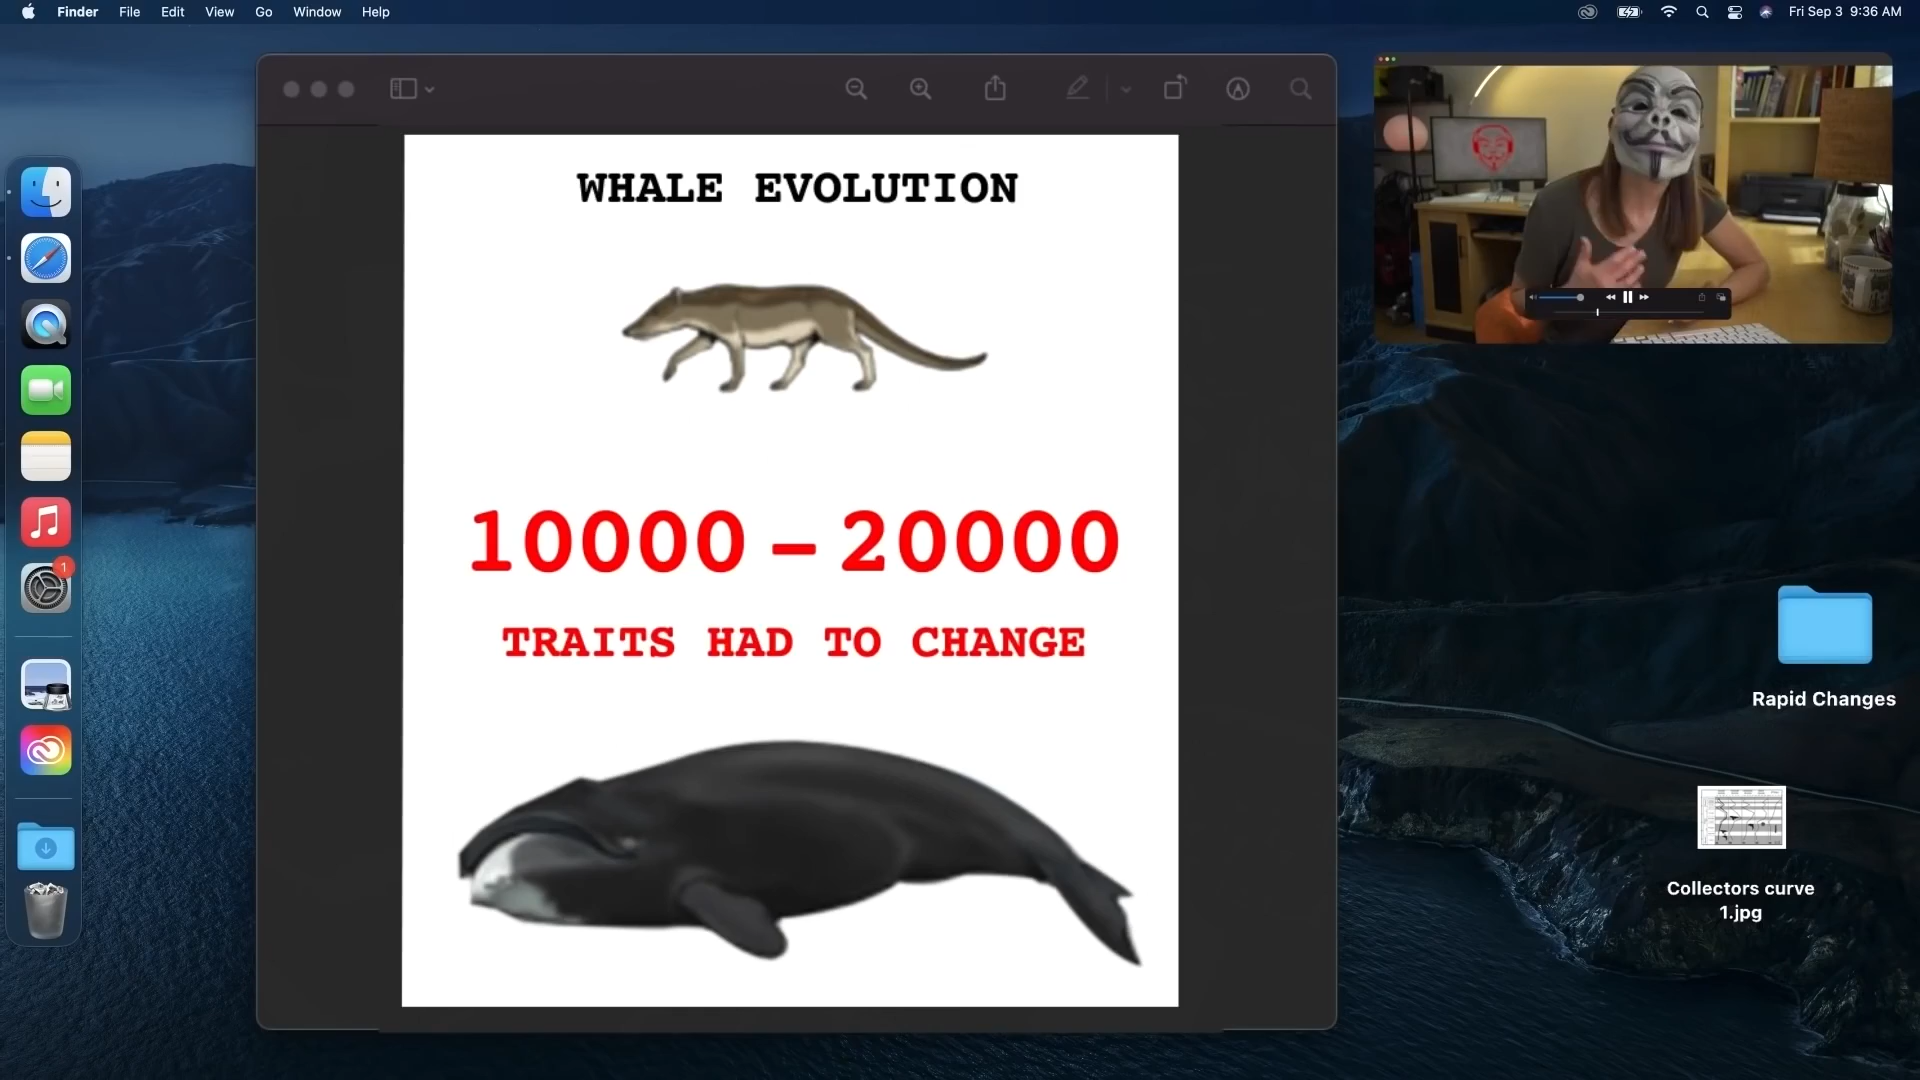 Finder File Edit View Go Window Help
Fri Sep 3 9:36 AM
WHALE EVOLUTION
10000 – 20000
TRAITS HAD TO CHANGE
1
Rapid Changes
Collectors curve
1.jpg